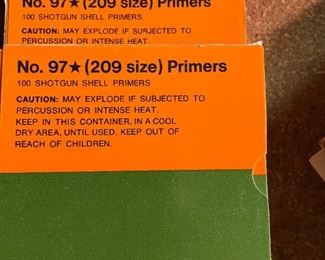 No. 97★ (209 size) Primers
100 SHOTGUN SHELL PRIMERS
CAUTION: MAY EXPLODE IF SUBJECTED TO
PERCUSSION OR INTENSE HEAT.
No. 97★ (209 size) Primers
100 SHOTGUN SHELL PRIMERS
CAUTION: MAY EXPLODE IF SUBJECTED TO
PERCUSSION OR INTENSE HEAT.
KEEP IN THIS CONTAINER, IN A COOL
DRY AREA, UNTIL USED. KEEP OUT OF
REACH OF CHILDREN.